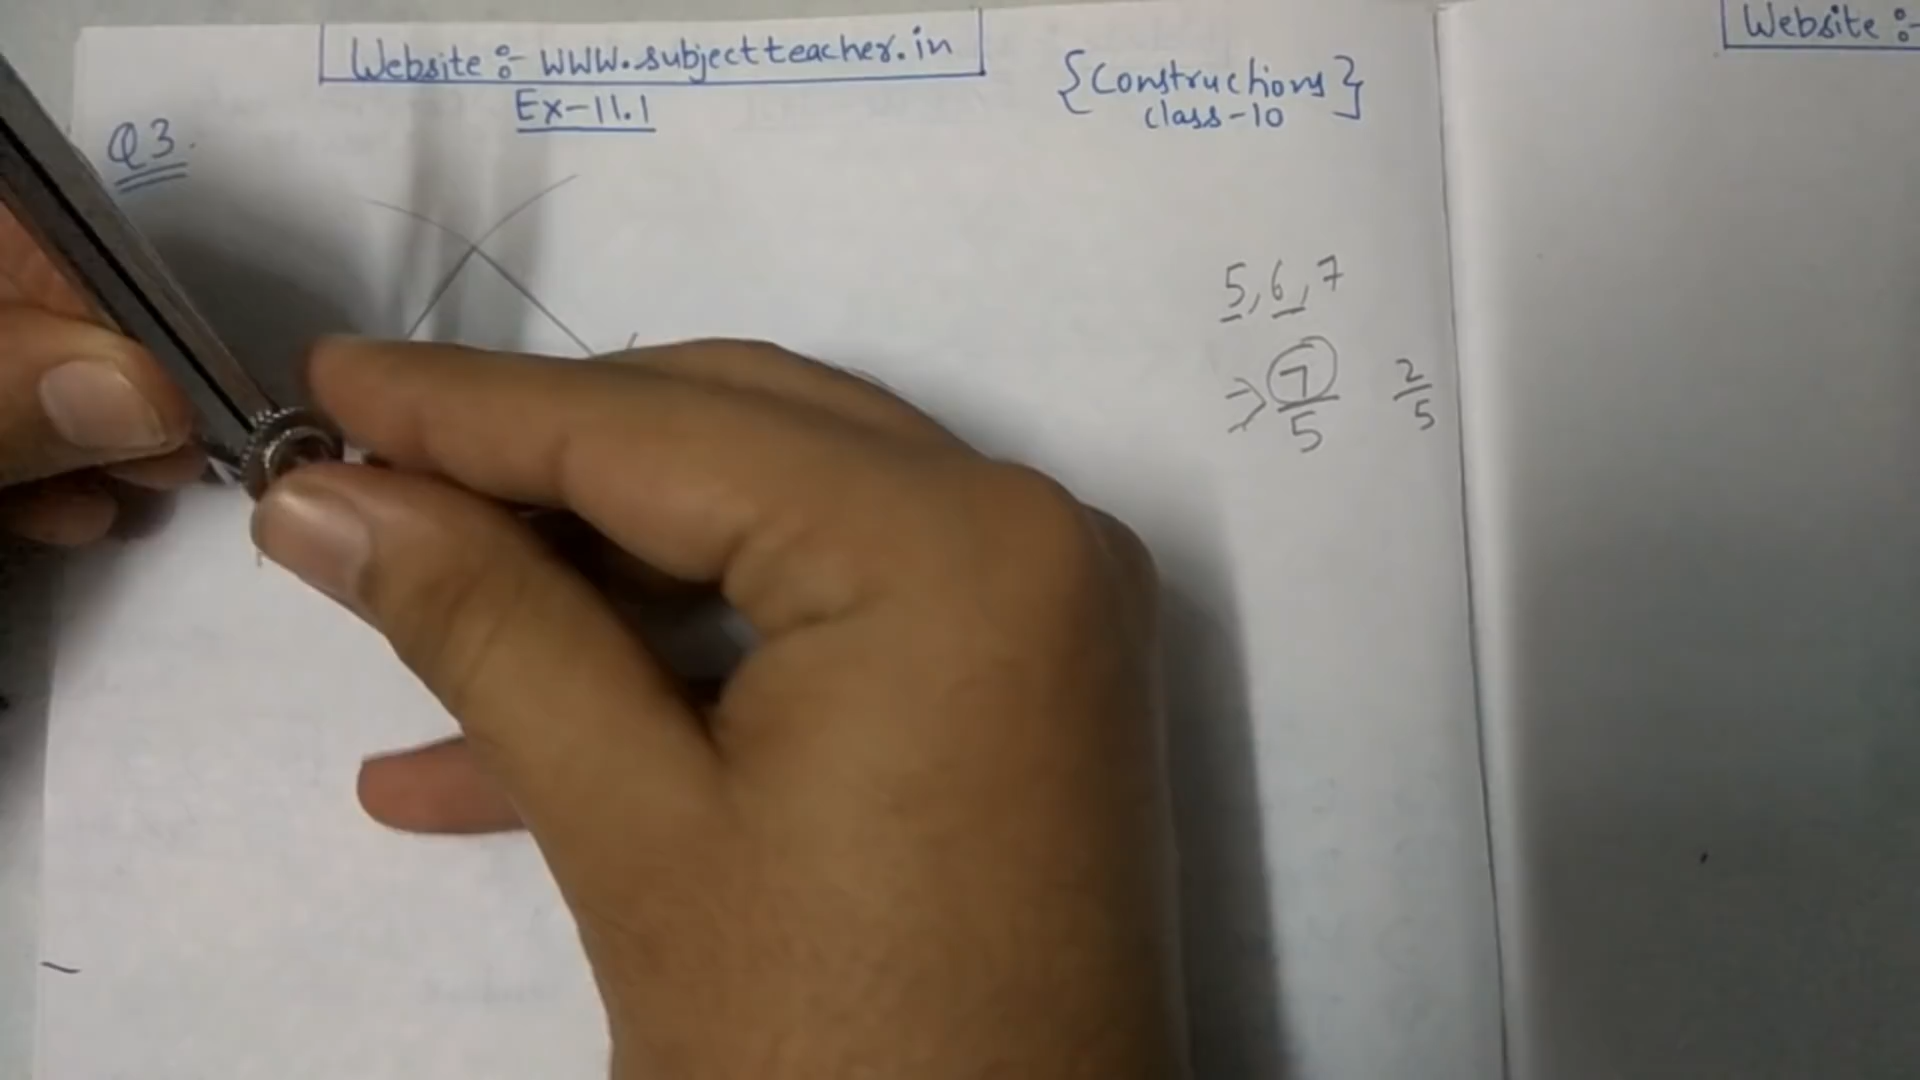 Website :- www.subjectteacher.in
Ex-11.1
{Constructions}
class-10
Q3.
5, 6, 7
⇒ 7/5 2/5
Website :-